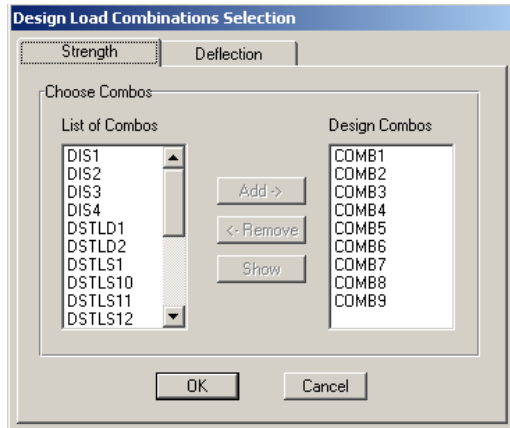 Design Load Combinations Selection
Strength
Deflection
Choose Combos
List of Combos
DIS1
DIS2
DIS3
DIS4
DSTLD1
DSTLD2
DSTLS1
DSTLS10
DSTLS11
DSTLS12
Add ->
<- Remove
Show
Design Combos
COMB1
COMB2
COMB3
COMB4
COMB5
COMB6
COMB7
COMB8
COMB9
OK
Cancel